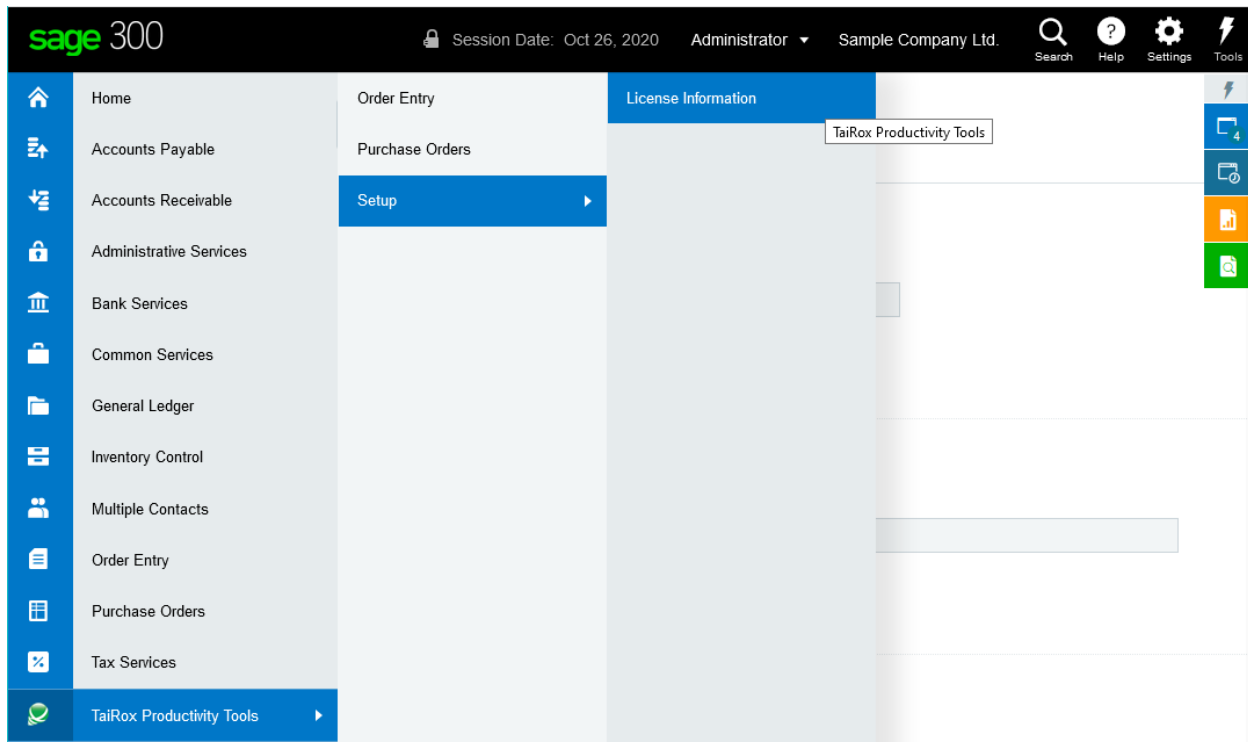 sage 300
Session Date: Oct 26, 2020
Administrator
Sample Company Ltd.
Search
Help
Settings
Tools
Home
Accounts Payable
Accounts Receivable
Administrative Services
Bank Services
Common Services
General Ledger
Inventory Control
Multiple Contacts
Order Entry
Purchase Orders
Tax Services
TaiRox Productivity Tools
Order Entry
Purchase Orders
Setup
License Information
TaiRox Productivity Tools
4